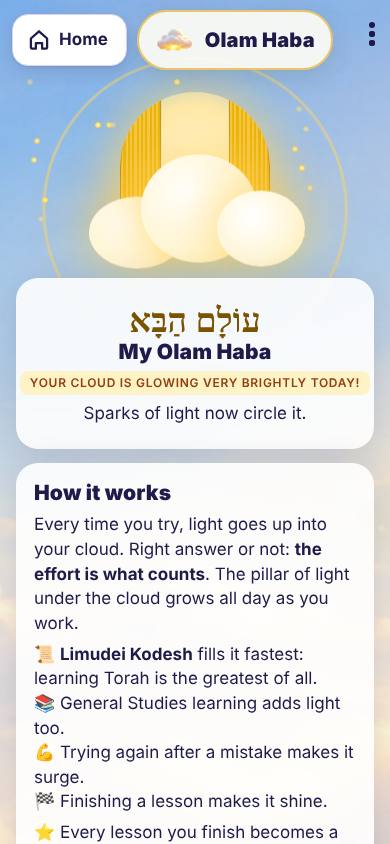 Home
Olam Haba
עוֹלָם הַבָּא
My Olam Haba
YOUR CLOUD IS GLOWING VERY BRIGHTLY TODAY!
Sparks of light now circle it.
How it works
Every time you try, light goes up into
your cloud. Right answer or not: the
effort is what counts. The pillar of light
under the cloud grows all day as you
work.
📜 Limudei Kodesh fills it fastest:
learning Torah is the greatest of all.
📚 General Studies learning adds light
too.
💪 Trying again after a mistake makes it
surge.
🏁 Finishing a lesson makes it shine.
⭐ Every lesson you finish becomes a